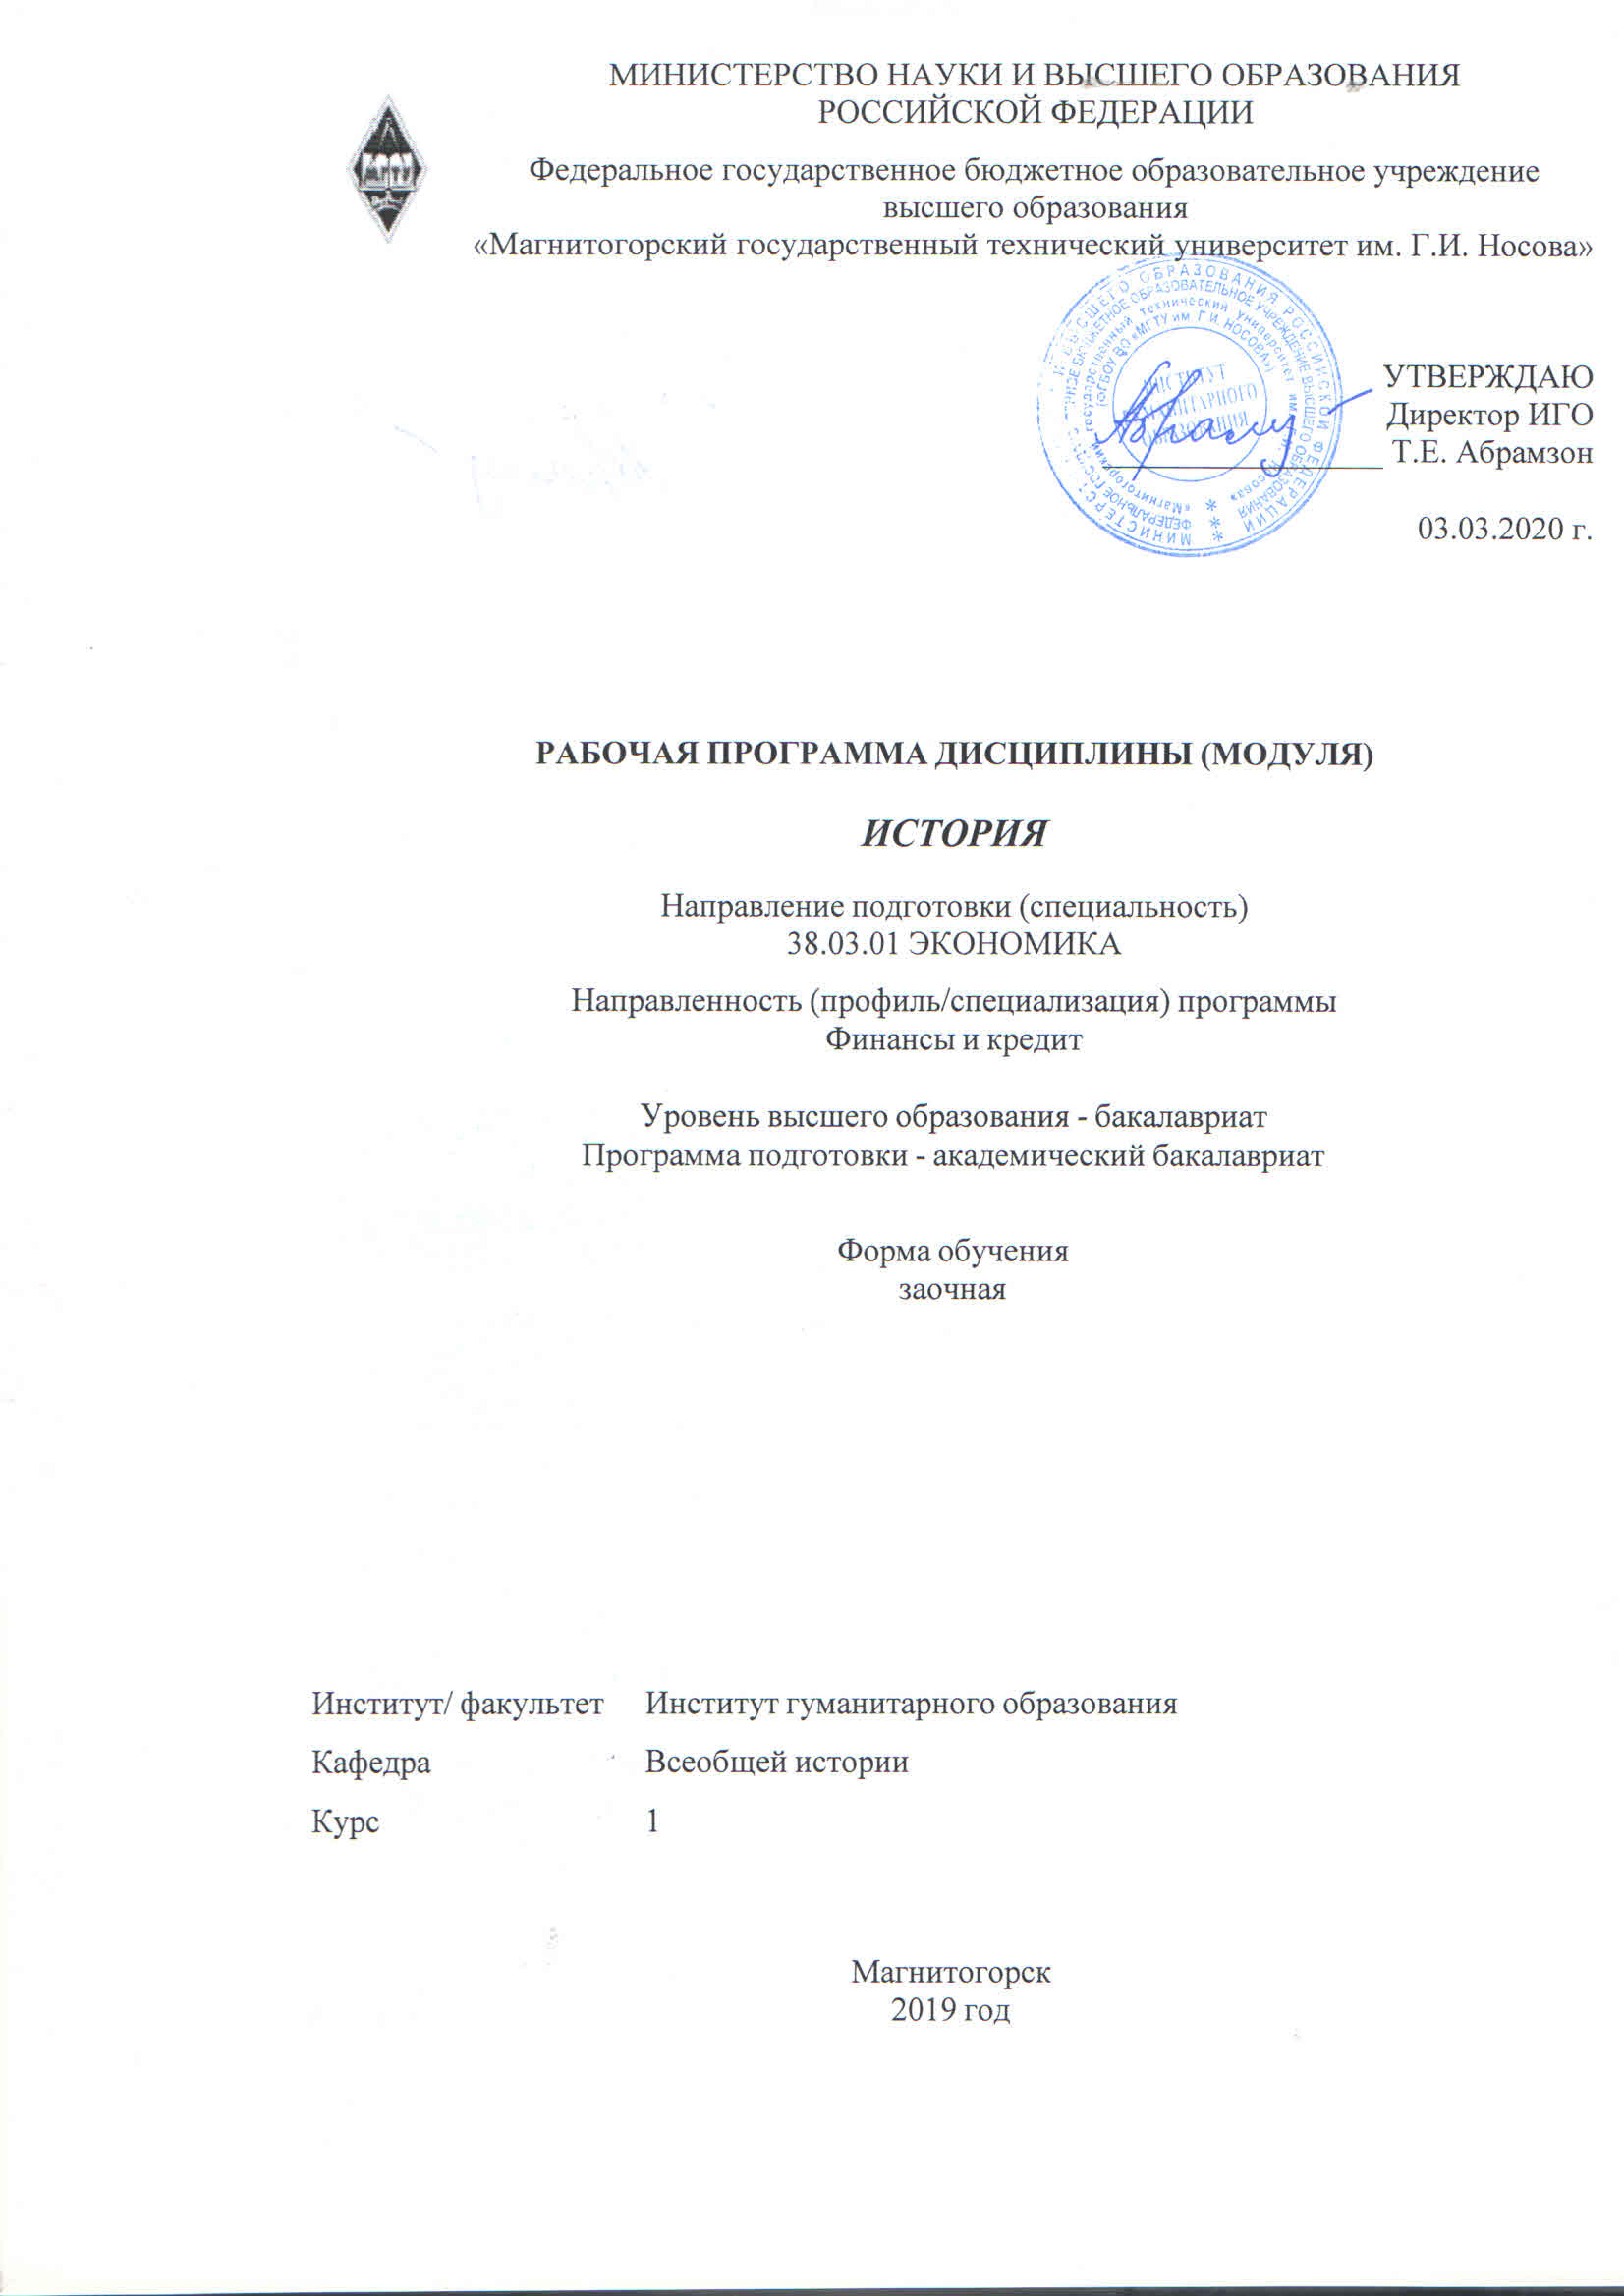 МИНИСТЕРСТВО НАУКИ И ВЫСШЕГО ОБРАЗОВАНИЯ
РОССИЙСКОЙ ФЕДЕРАЦИИ
МГТУ
Федеральное государственное бюджетное образовательное учреждение
высшего образования
«Магнитогорский государственный технический университет им. Г.И. Носова»
УТВЕРЖДАЮ
Директор ИГО
Т.Е. Абрамзон
03.03.2020 г.
РАБОЧАЯ ПРОГРАММА ДИСЦИПЛИНЫ (МОДУЛЯ)
ИСТОРИЯ
Направление подготовки (специальность)
38.03.01 ЭКОНОМИКА
Направленность (профиль/специализация) программы
Финансы и кредит
Уровень высшего образования - бакалавриат
Программа подготовки - академический бакалавриат
Форма обучения
заочная
Институт/ факультет Институт гуманитарного образования
Кафедра Всеобщей истории
Курс 1
Магнитогорск
2019 год